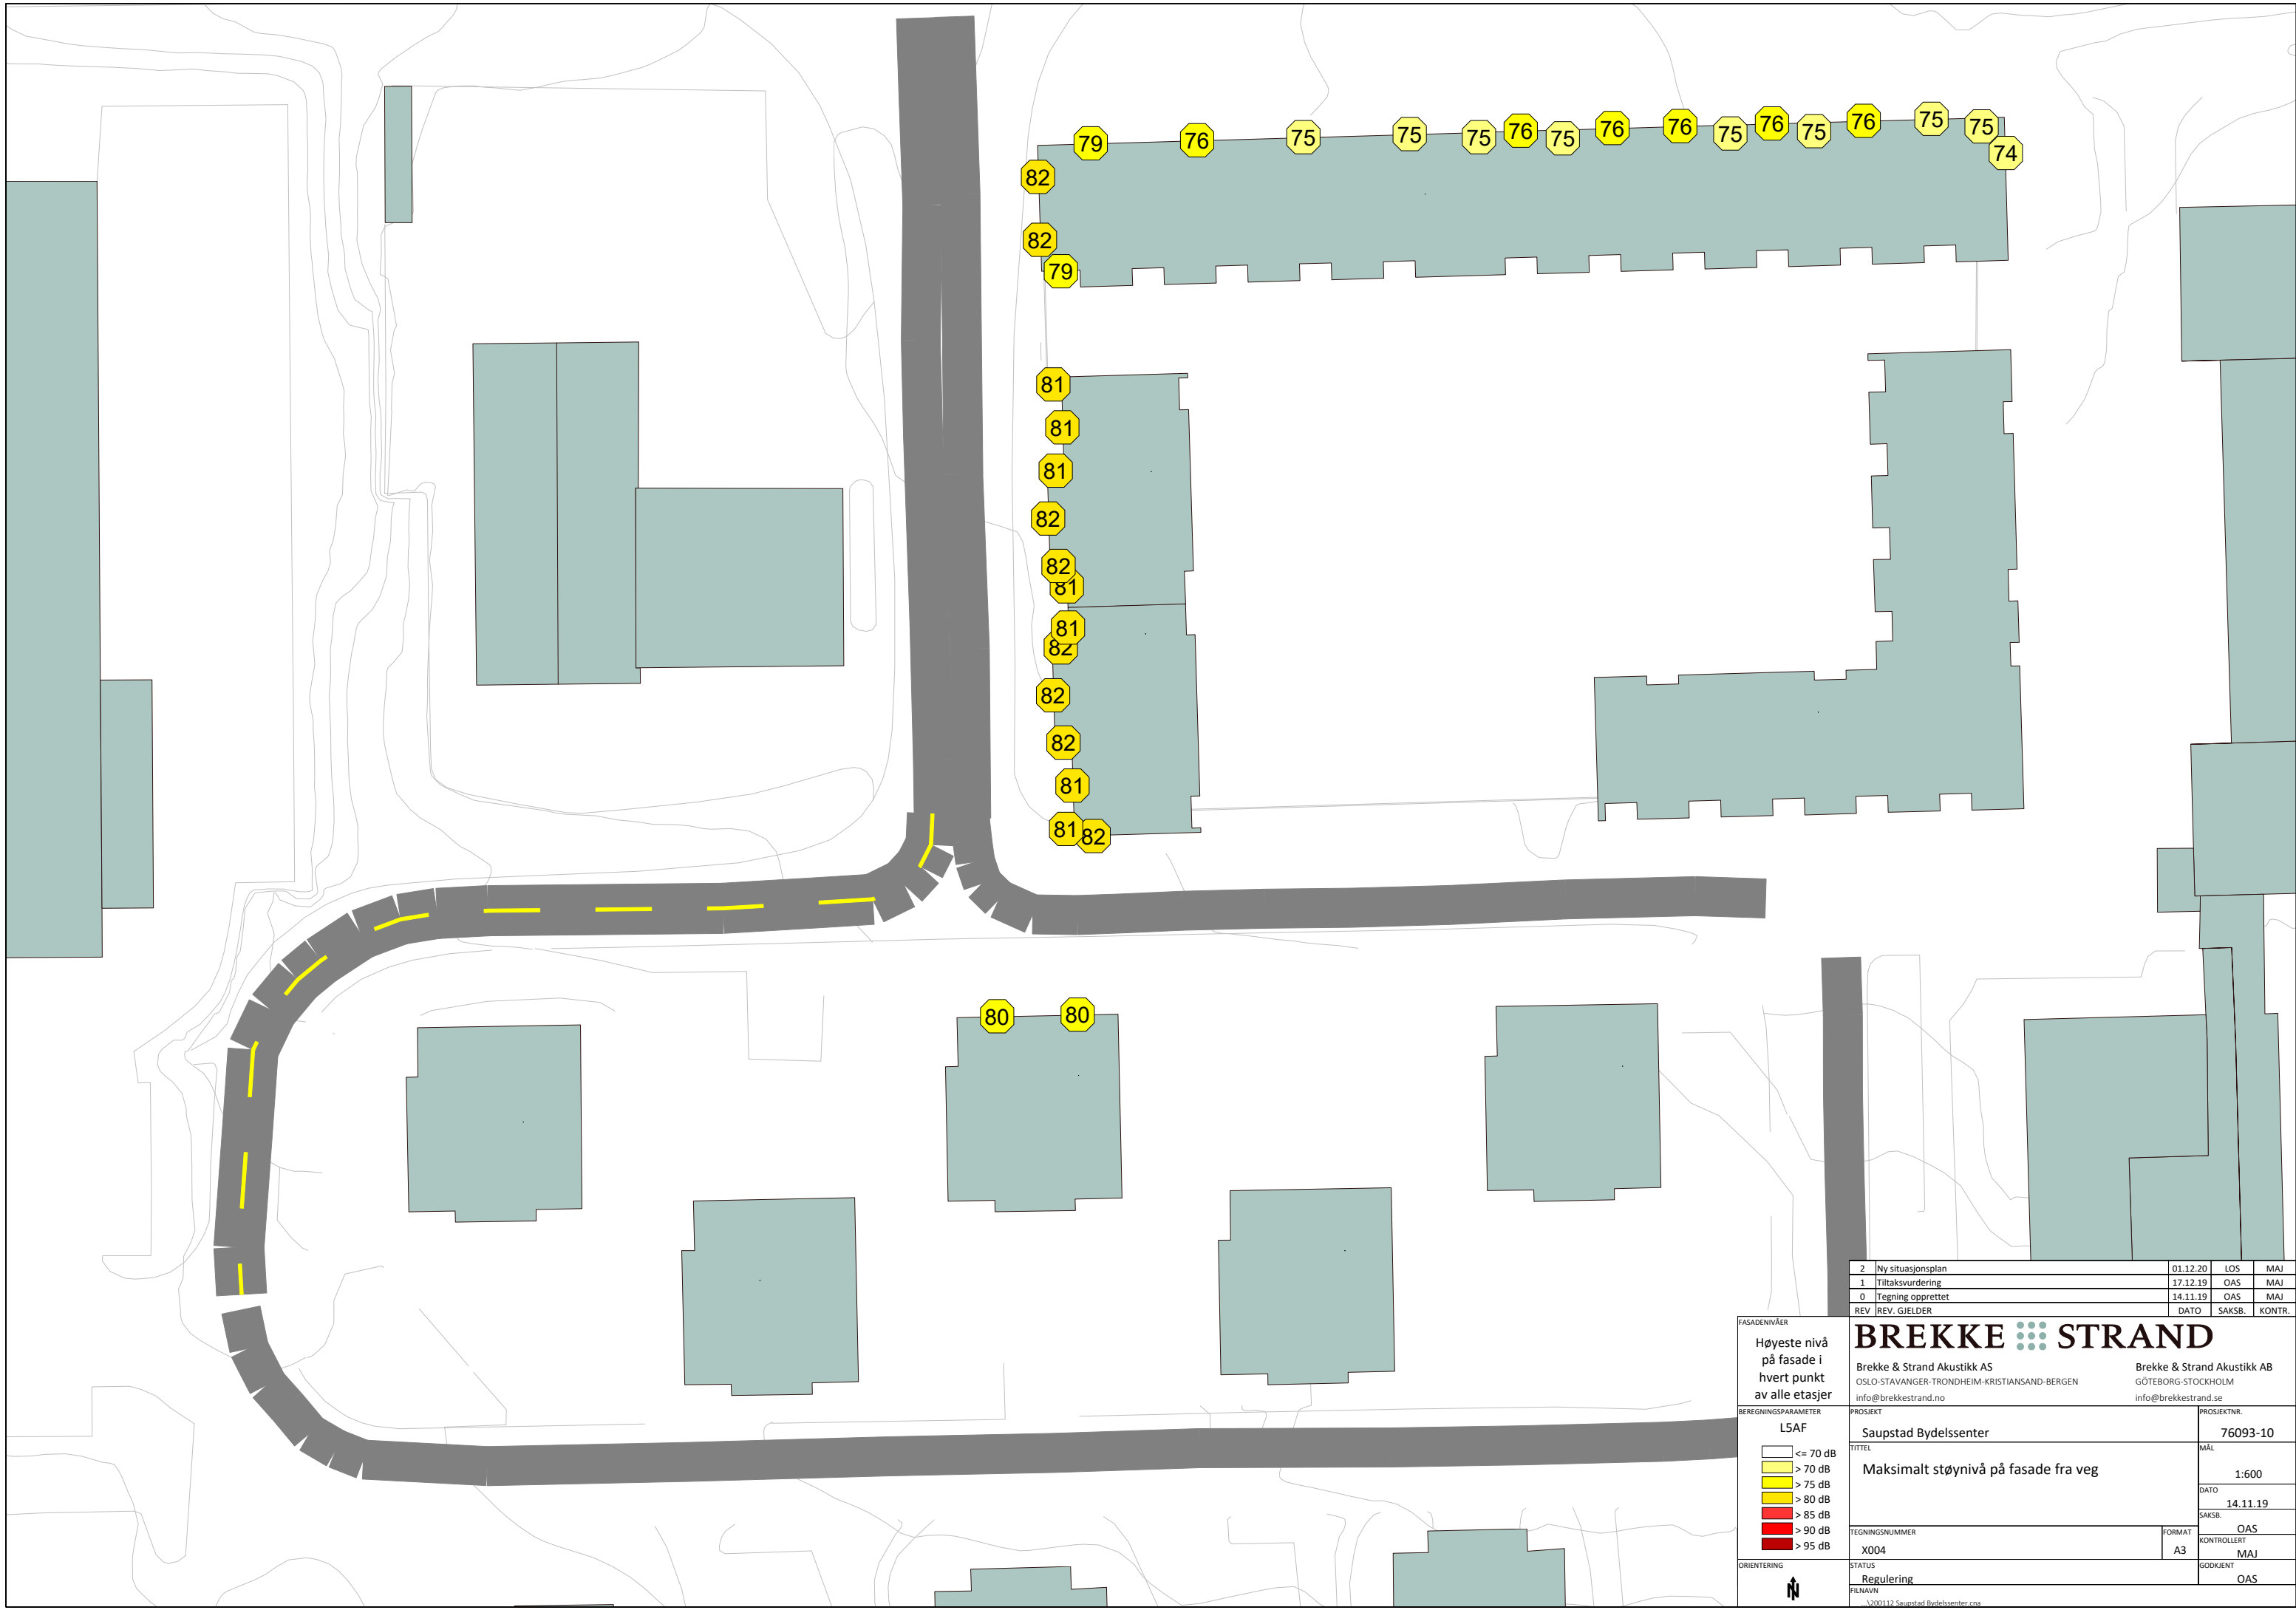 79
76
75
75
75
76
75
76
76
75
76
75
76
75
75
74
82
82
79
81
81
81
82
82
81
81
82
82
82
81
81
82
80
80
2 Ny situasjonsplan 01.12.20 LOS MAJ
1 Tiltaksvurdering 17.12.19 OAS MAJ
0 Tegning opprettet 14.11.19 OAS MAJ
REV REV. GJELDER DATO SAKSB. KONTR.
FASADENIVÅER
Høyeste nivå
på fasade i
hvert punkt
av alle etasjer
BREKKE STRAND
Brekke & Strand Akustikk AS
OSLO-STAVANGER-TRONDHEIM-KRISTIANSAND-BERGEN
info@brekkestrand.no
Brekke & Strand Akustikk AB
GÖTEBORG-STOCKHOLM
info@brekkestrand.se
BEREGNINGSPARAMETER
L5AF
<= 70 dB
> 70 dB
> 75 dB
> 80 dB
> 85 dB
> 90 dB
> 95 dB
ORIENTERING
N
PROSJEKT
Saupstad Bydelssenter
PROSJEKTNR.
76093-10
TITTEL
Maksimalt støynivå på fasade fra veg
MÅL
1:600
DATO
14.11.19
SAKSB.
OAS
TEGNINGSNUMMER
X004
FORMAT
A3
KONTROLLERT
MAJ
STATUS
Regulering
GODKJENT
OAS
FILNAVN
...\200112 Saupstad Bydelssenter.cna